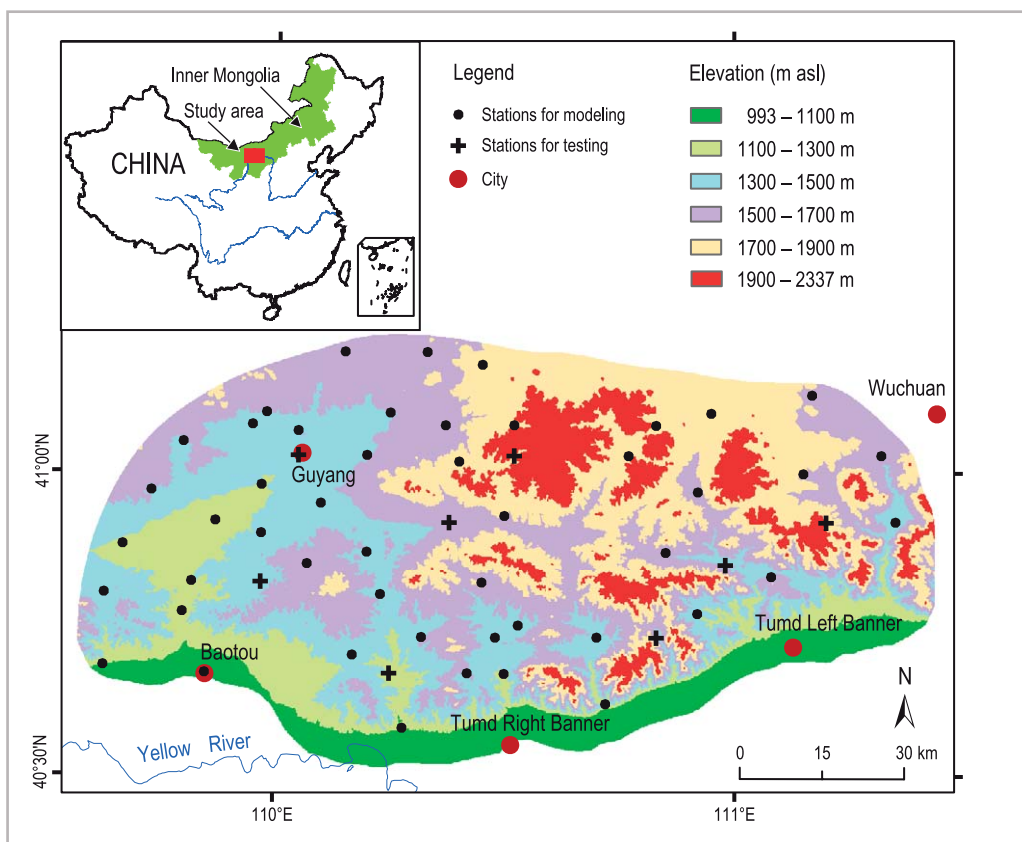 Inner Mongolia
Study area
CHINA
Legend
Stations for modeling
Stations for testing
City
Elevation (m asl)
993 – 1100 m
1100 – 1300 m
1300 – 1500 m
1500 – 1700 m
1700 – 1900 m
1900 – 2337 m
Wuchuan
41°00'N
Guyang
Tumd Left Banner
Baotou
N
Tumd Right Banner
Yellow River
0 15 30 km
40°30'N
110°E
111°E